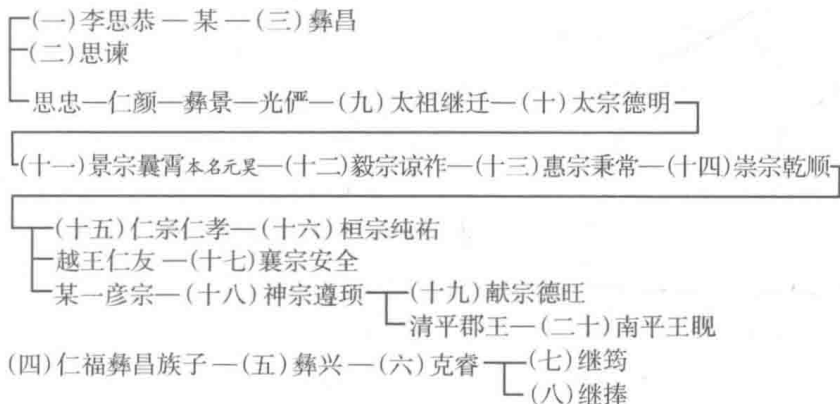 (一)李思恭—某—(三)彝昌
(二)思谏
思忠—仁颜—彝景—光俨—(九)太祖继迁—(十)太宗德明
(十一)景宗曩霄本名元昊—(十二)毅宗谅祚—(十三)惠宗秉常—(十四)崇宗乾顺
(十五)仁宗仁孝—(十六)桓宗纯祐
越王仁友—(十七)襄宗安全
某一彦宗—(十八)神宗遵顼—(十九)献宗德旺
清平郡王—(二十)南平王睍
(四)仁福彝昌族子—(五)彝兴—(六)克睿—(七)继筠
(八)继捧